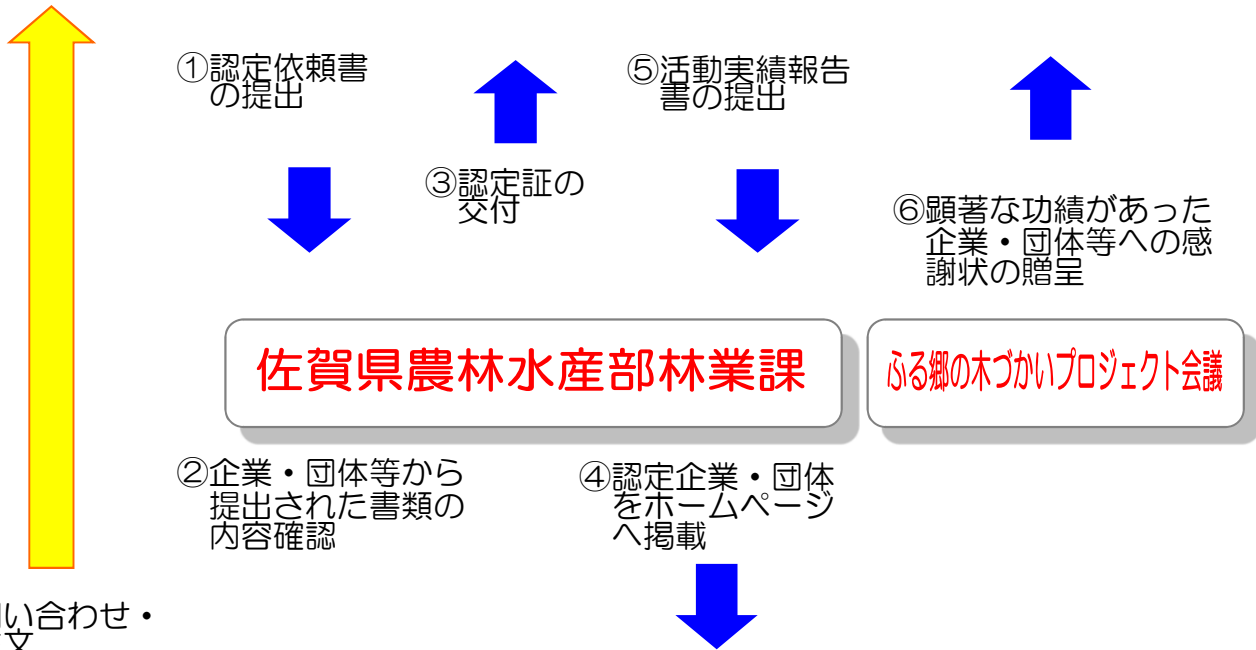 ①認定依頼書
の提出
③認定証の
交付
⑤活動実績報告
書の提出
⑥顕著な功績があった
企業・団体等への感
謝状の贈呈
佐賀県農林水産部林業課
ふる郷の木づかいプロジェクト会議
②企業・団体等から
提出された書類の
内容確認
④認定企業・団体
をホームページ
へ掲載
い合わせ・
文